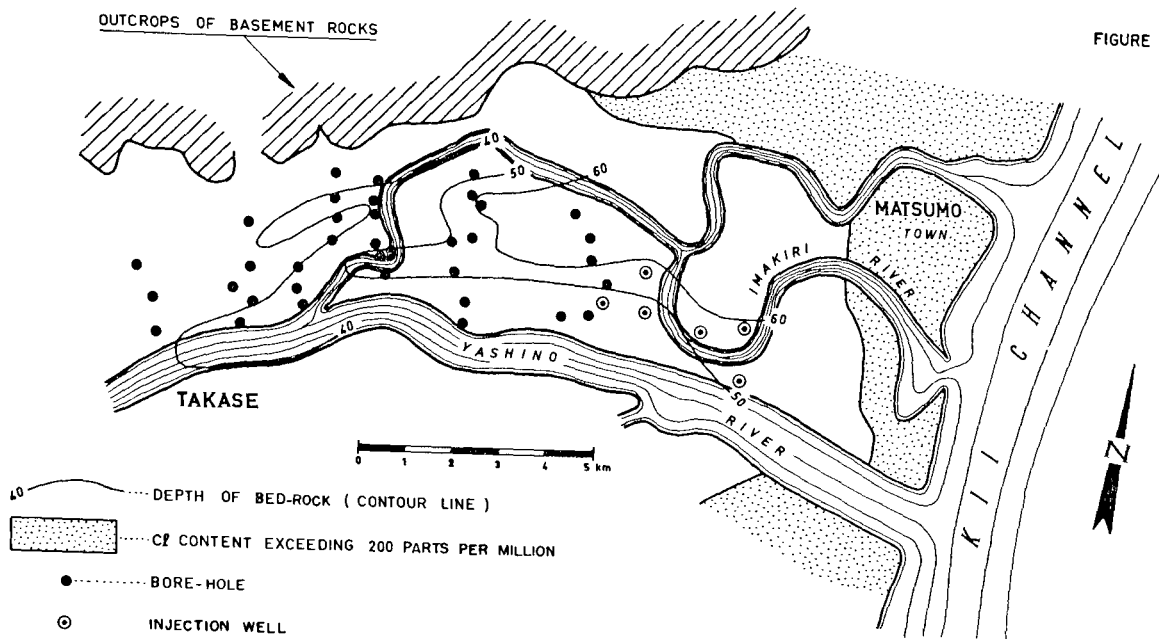 OUTCROPS OF BASEMENT ROCKS
FIGURE
40
50
60
MATSUMO
TOWN
IMAKIRI
RIVER
KII CHANNEL
60
40
YASHINO
RIVER
50
TAKASE
0 1 2 3 4 5 km
N
40 DEPTH OF BED-ROCK ( CONTOUR LINE )
Cℓ CONTENT EXCEEDING 200 PARTS PER MILLION
BORE-HOLE
INJECTION WELL